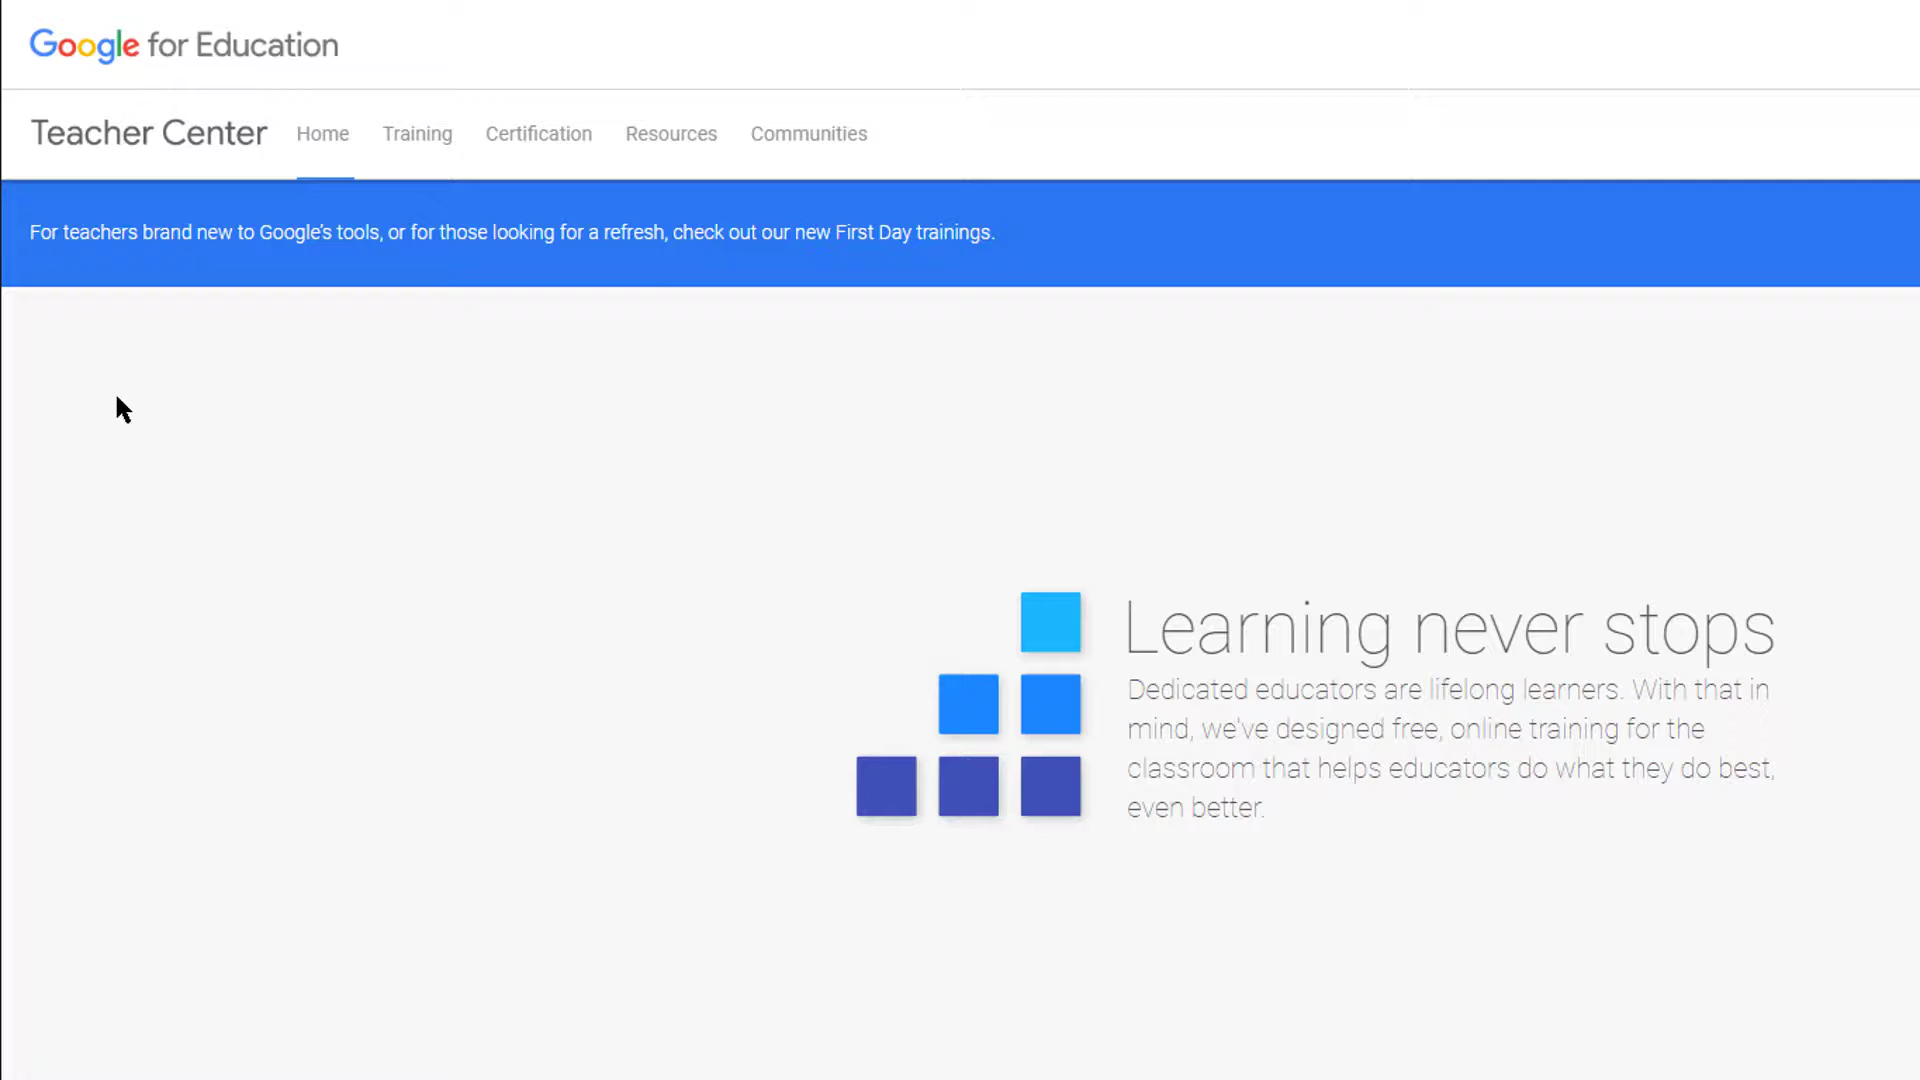 Google for Education
Teacher Center Home Training Certification Resources Communities
For teachers brand new to Google's tools, or for those looking for a refresh, check out our new First Day trainings.
Learning never stops
Dedicated educators are lifelong learners. With that in
mind, we've designed free, online training for the
classroom that helps educators do what they do best,
even better.